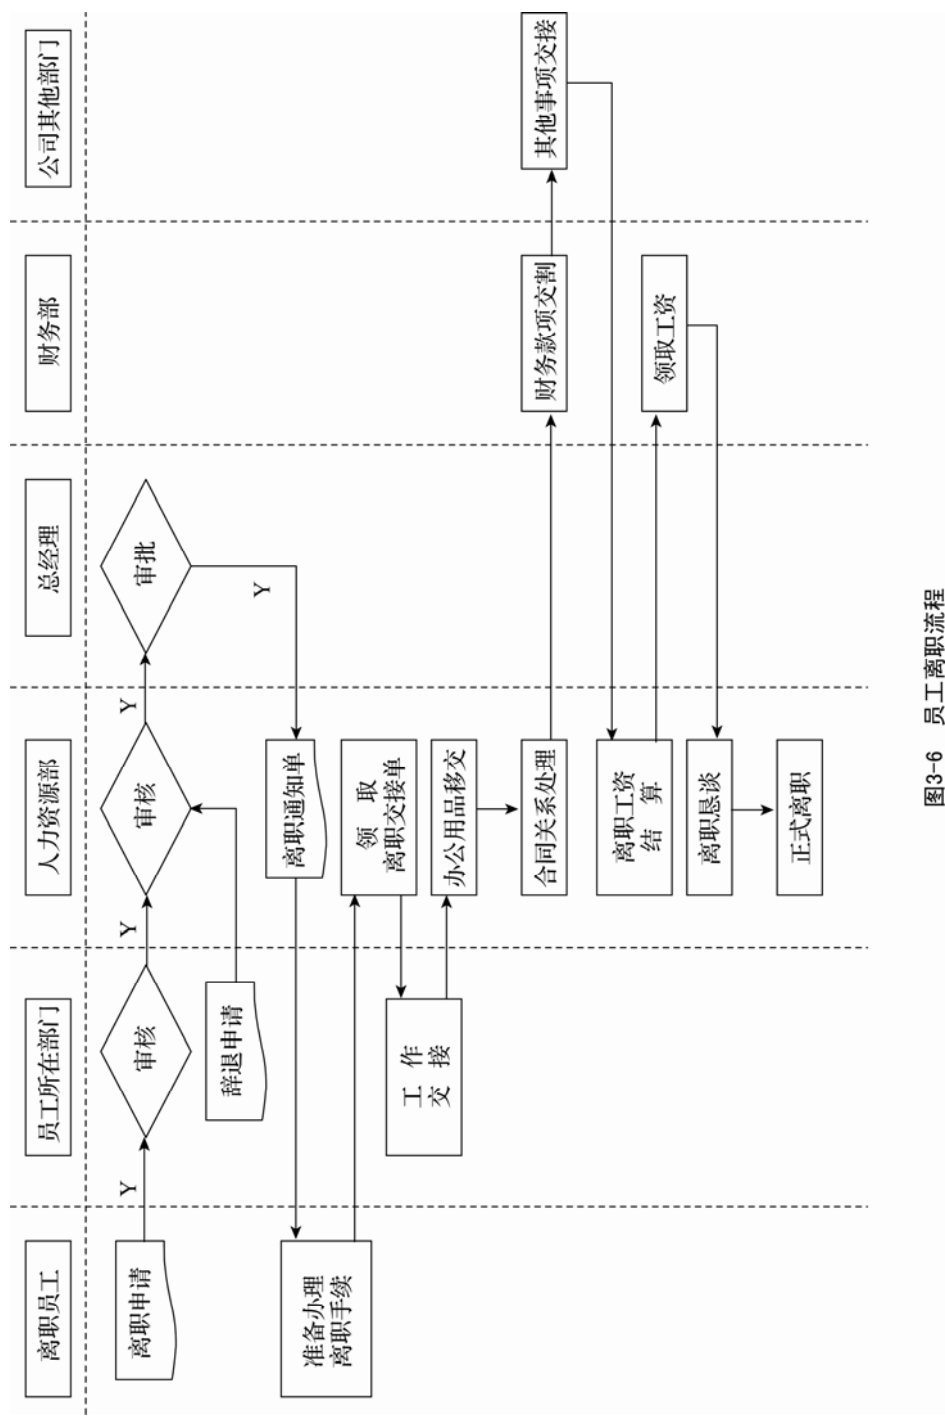 离职员工
员工所在部门
人力资源部
总经理
财务部
公司其他部门
离职申请
Y
审核
Y
审核
Y
审批
辞退申请
Y
离职通知单
准备办理
离职手续
领 取
离职交接单
工 作
交 接
办公用品移交
合同关系处理
财务款项交割
其他事项交接
离职工资
结 算
领取工资
离职恳谈
正式离职
图3-6 员工离职流程